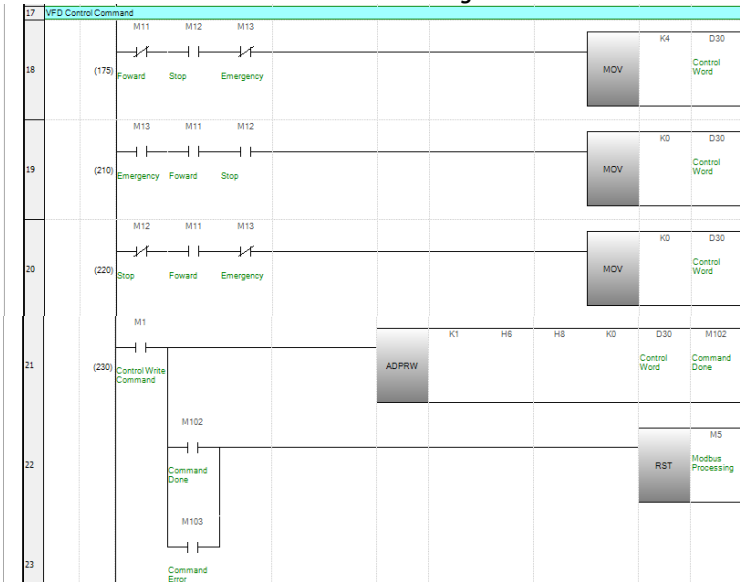 17 VFD Control Command
M11 M12 M13
K4 D30
18 (175) Foward Stop Emergency MOV Control Word
M13 M11 M12
K0 D30
19 (210) Emergency Foward Stop MOV Control Word
M12 M11 M13
K0 D30
20 (220) Stop Foward Emergency MOV Control Word
M1
K1 H6 H8 K0 D30 M102
21 (230) Control Write Command ADPRW Control Word Command Done
M102
M5
22 Command Done RST Modbus Processing
M103
23 Command Error